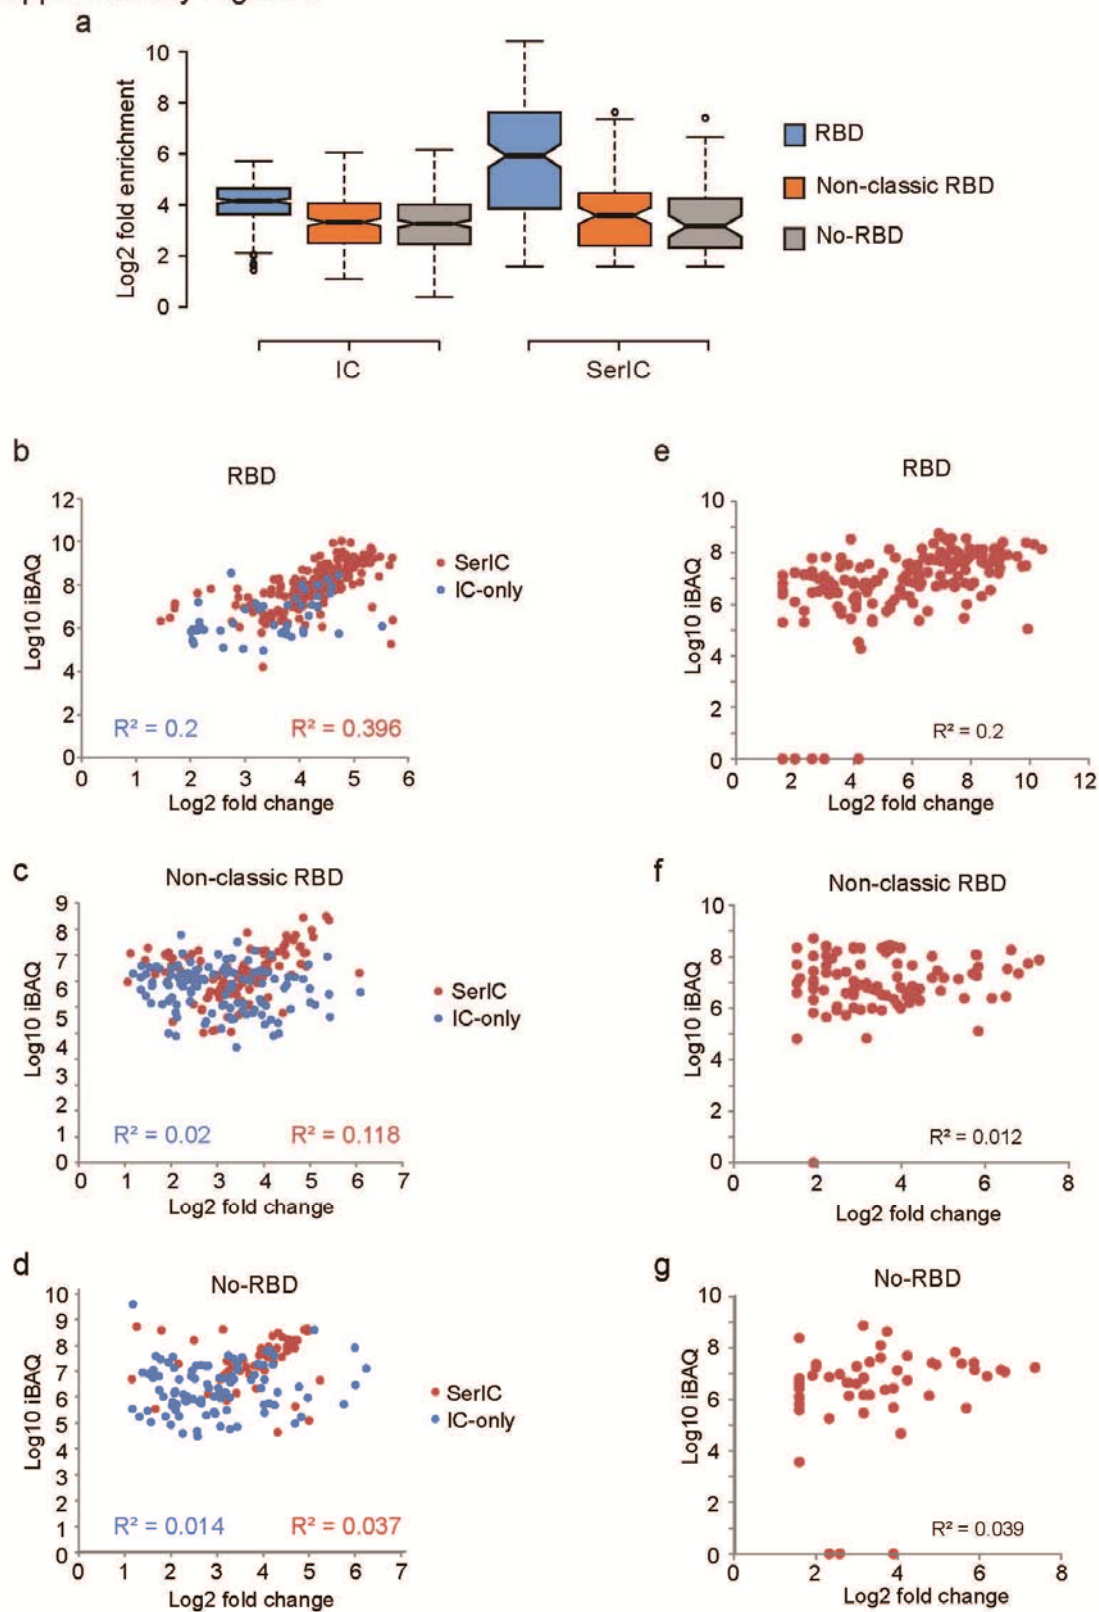 a
Log2 fold enrichment
10
8
6
4
2
0
IC
SerIC
RBD
Non-classic RBD
No-RBD
b
RBD
Log10 iBAQ
12
10
8
6
4
2
0
R² = 0.2
R² = 0.396
0 1 2 3 4 5 6
Log2 fold change
SerIC
IC-only
e
RBD
Log10 iBAQ
10
8
6
4
2
0
R² = 0.2
0 2 4 6 8 10 12
Log2 fold change
c
Non-classic RBD
Log10 iBAQ
9
8
7
6
5
4
3
2
1
0
R² = 0.02
R² = 0.118
0 1 2 3 4 5 6 7
Log2 fold change
SerIC
IC-only
f
Non-classic RBD
Log10 iBAQ
10
8
6
4
2
0
R² = 0.012
0 2 4 6 8
Log2 fold change
d
No-RBD
Log10 iBAQ
10
9
8
7
6
5
4
3
2
1
0
R² = 0.014
R² = 0.037
0 1 2 3 4 5 6 7
Log2 fold change
SerIC
IC-only
g
No-RBD
Log10 iBAQ
10
8
6
4
2
0
R² = 0.039
0 2 4 6 8
Log2 fold change